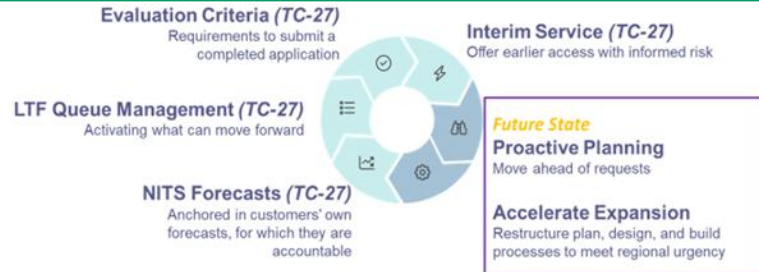 Evaluation Criteria (TC-27)
Requirements to submit a
completed application
Interim Service (TC-27)
Offer earlier access with informed risk
LTF Queue Management (TC-27)
Activating what can move forward
Future State
Proactive Planning
Move ahead of requests
NITS Forecasts (TC-27)
Anchored in customers' own
forecasts, for which they are
accountable
Accelerate Expansion
Restructure plan, design, and build
processes to meet regional urgency